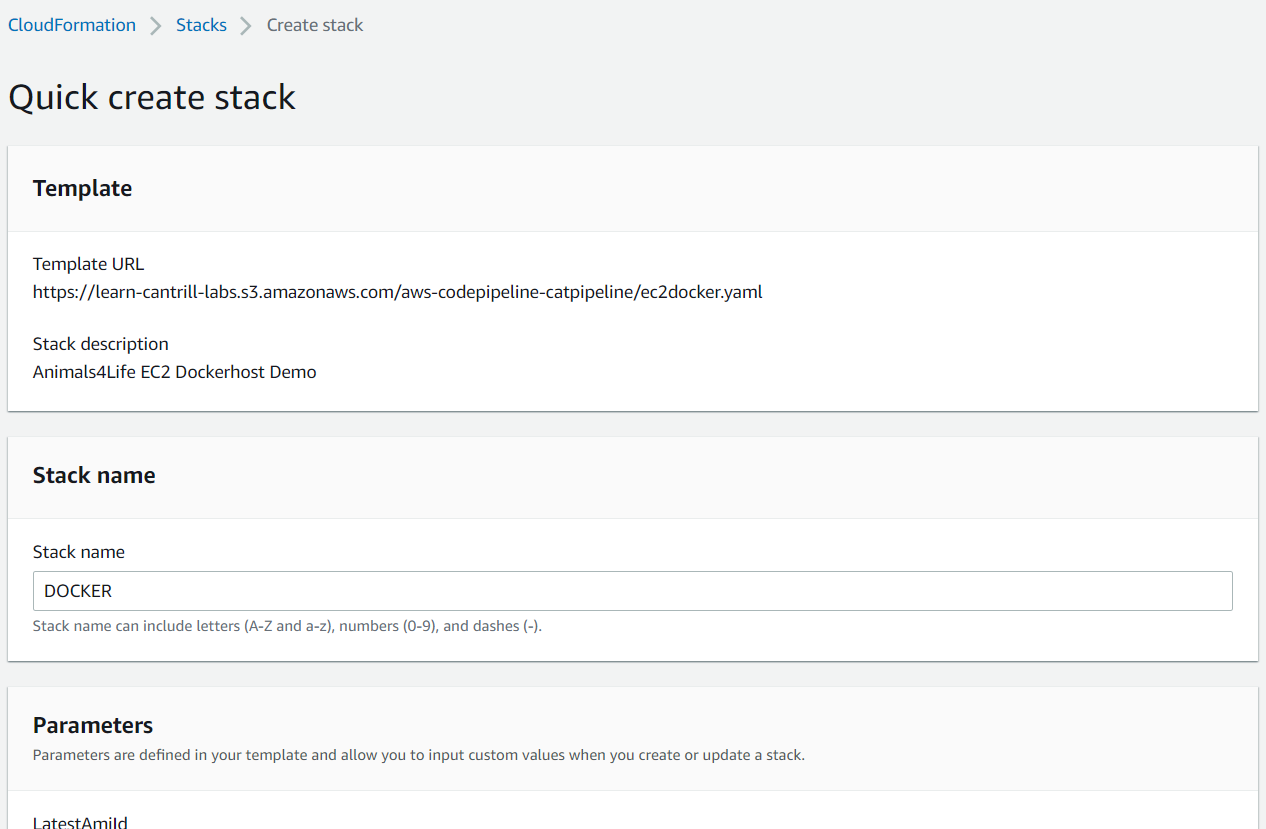 CloudFormation > Stacks > Create stack
Quick create stack
Template
Template URL
https://learn-cantrill-labs.s3.amazonaws.com/aws-codepipeline-catpipeline/ec2docker.yaml
Stack description
Animals4Life EC2 Dockerhost Demo
Stack name
Stack name
DOCKER
Stack name can include letters (A-Z and a-z), numbers (0-9), and dashes (-).
Parameters
Parameters are defined in your template and allow you to input custom values when you create or update a stack.
LatestAmiId